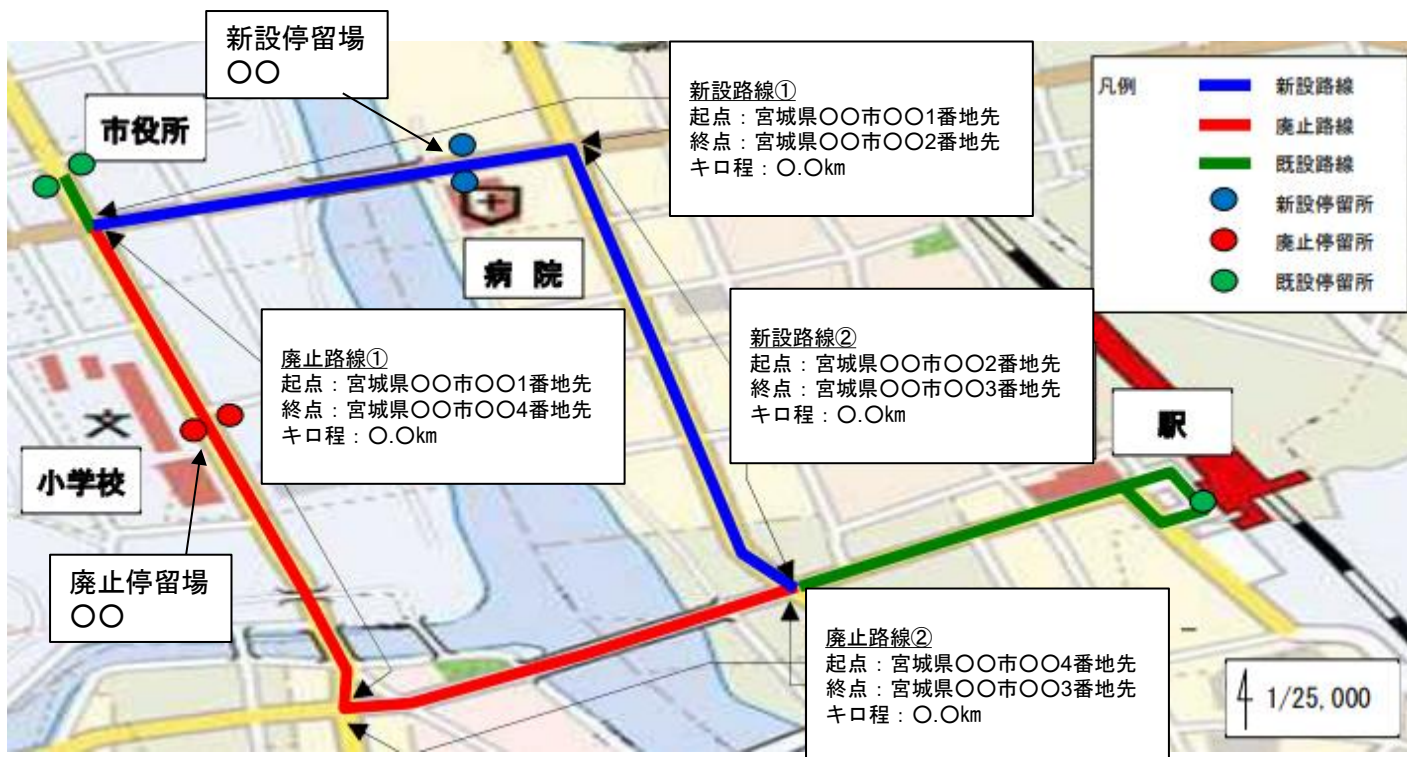 新設停留場
〇〇
市役所
新設路線①
起点：宮城県〇〇市〇〇1番地先
終点：宮城県〇〇市〇〇2番地先
キロ程：〇.〇km
凡例
新設路線
廃止路線
既設路線
新設停留所
廃止停留所
既設停留所
病院
廃止路線①
起点：宮城県〇〇市〇〇1番地先
終点：宮城県〇〇市〇〇4番地先
キロ程：〇.〇km
新設路線②
起点：宮城県〇〇市〇〇2番地先
終点：宮城県〇〇市〇〇3番地先
キロ程：〇.〇km
駅
小学校
廃止停留場
〇〇
廃止路線②
起点：宮城県〇〇市〇〇4番地先
終点：宮城県〇〇市〇〇3番地先
キロ程：〇.〇km
1/25,000